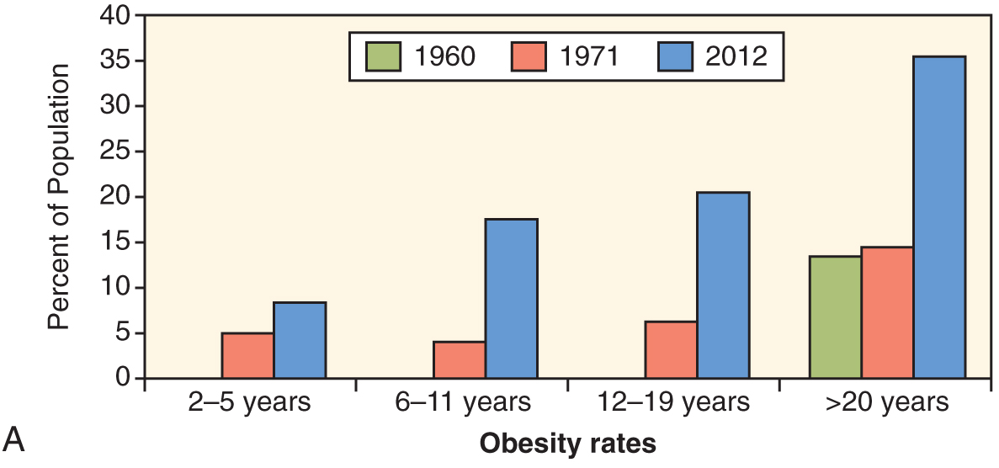 Percent of Population
40
35
30
25
20
15
10
5
0
1960 1971 2012
2–5 years 6–11 years 12–19 years >20 years
Obesity rates
A